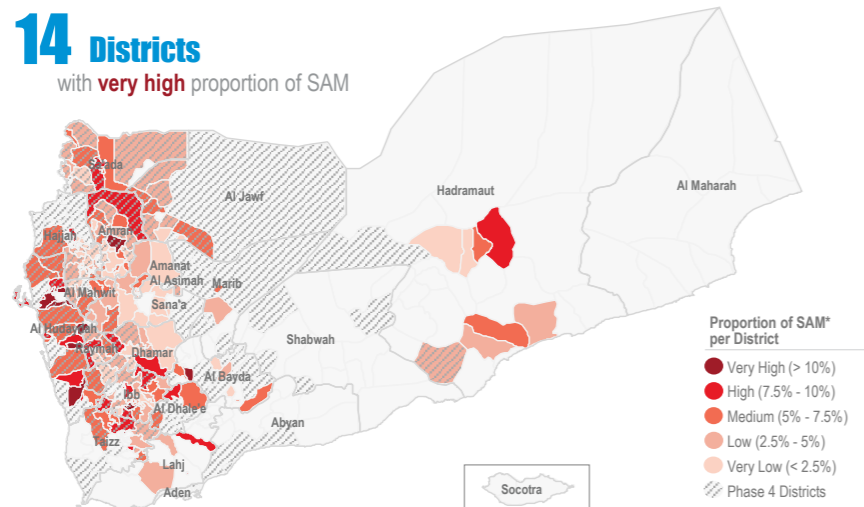 14 Districts
with very high proportion of SAM
Sa'ada
Al Jawf
Hadramaut
Al Maharah
Hajjah
Amran
Amanat
Al Asimah
Marib
Al Mahwit
Sana'a
Al Hudaydah
Shabwah
Raymah
Dhamar
Al Bayda
Ibb
Al Dhale'e
Abyan
Taizz
Lahj
Aden
Socotra
Proportion of SAM*
per District
Very High (> 10%)
High (7.5% - 10%)
Medium (5% - 7.5%)
Low (2.5% - 5%)
Very Low (< 2.5%)
Phase 4 Districts